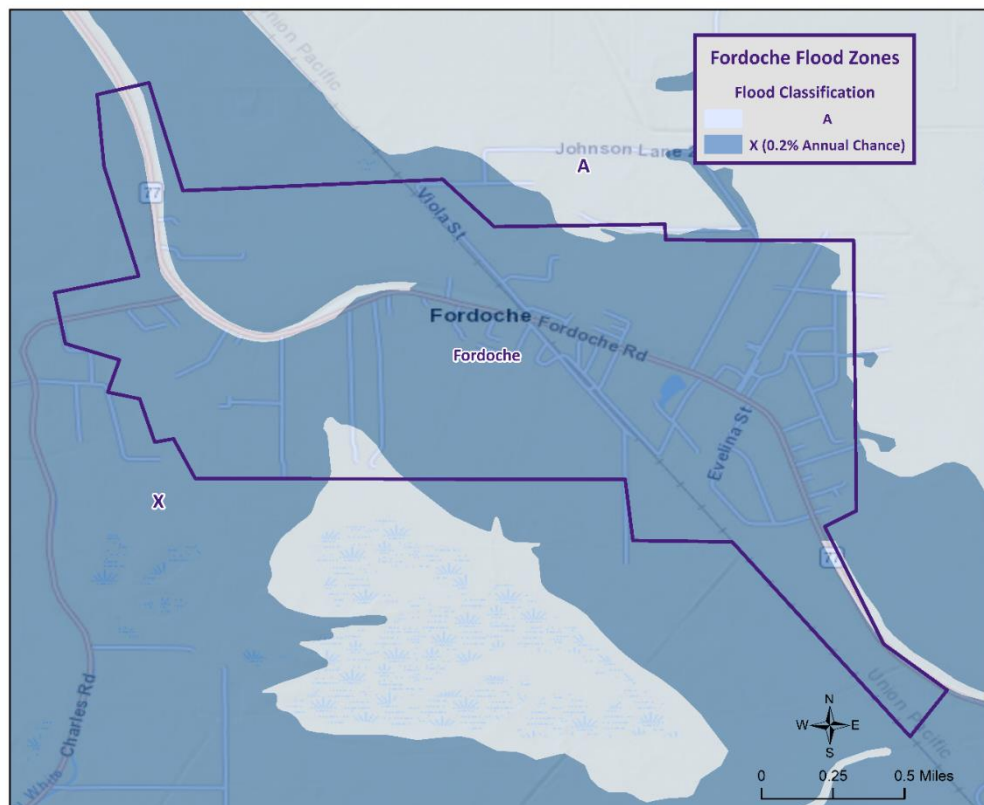 Union Pacific
Fordoche Flood Zones
Flood Classification
A
X (0.2% Annual Chance)
Johnson Lane 2
A
77
Viola St
Fordoche
Fordoche Rd
Fordoche
Evelina St
X
77
Union Pacific
Charles Rd
White
N
W
E
S
0 0.25 0.5 Miles